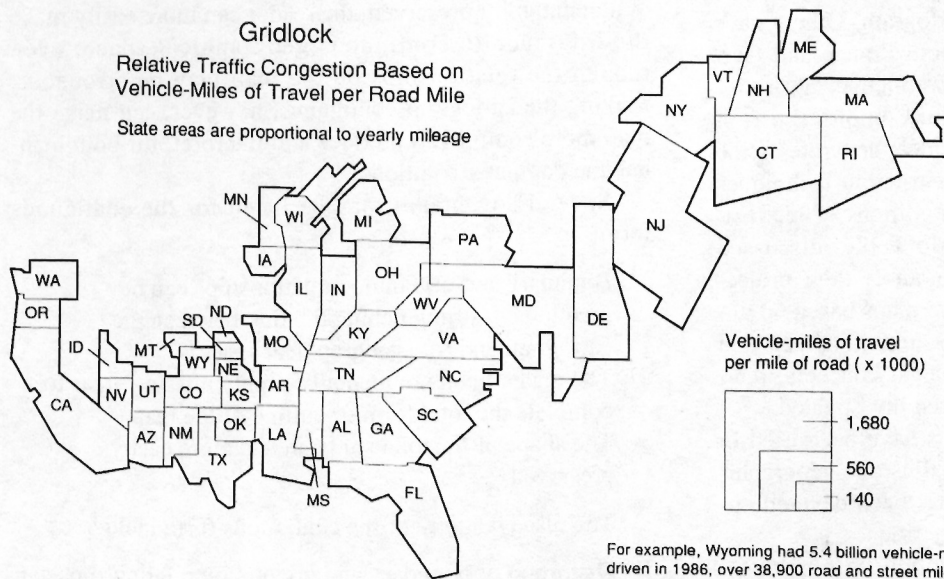 Gridlock
Relative Traffic Congestion Based on
Vehicle-Miles of Travel per Road Mile
State areas are proportional to yearly mileage
ME
VT
NH
NY
MA
CT
RI
NJ
MN
WI
MI
PA
IA
OH
WA
IL
IN
WV
MD
DE
OR
ND
SD
KY
VA
MO
ID
MT
WY
NE
TN
NC
CA
NV
UT
CO
KS
AR
SC
AZ
NM
OK
LA
AL
GA
TX
MS
FL
Vehicle-miles of travel
per mile of road ( x 1000)
1,680
560
140
For example, Wyoming had 5.4 billion
driven in 1986, over 38,900 road and street